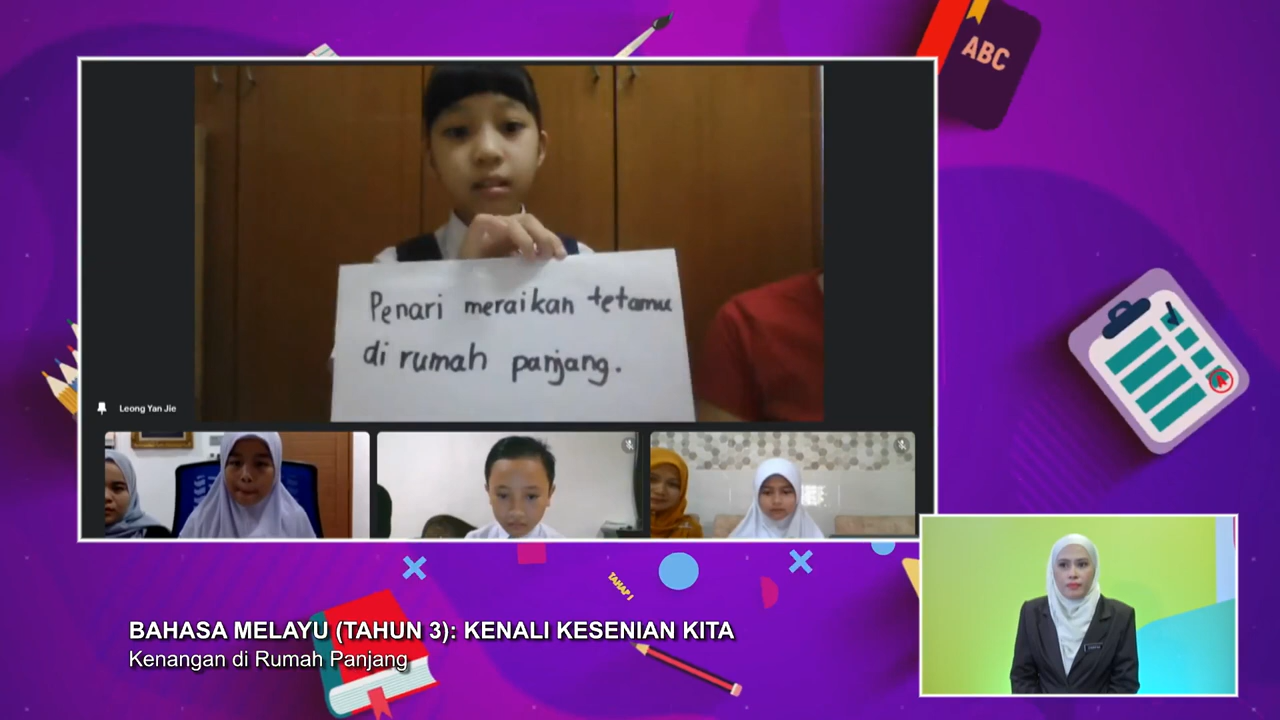 ABC
Penari meraikan tetamu
di rumah panjang.
Leong Yan Jie
TAHAP 1
BAHASA MELAYU (TAHUN 3): KENALI KESENIAN KITA
Kenangan di Rumah Panjang